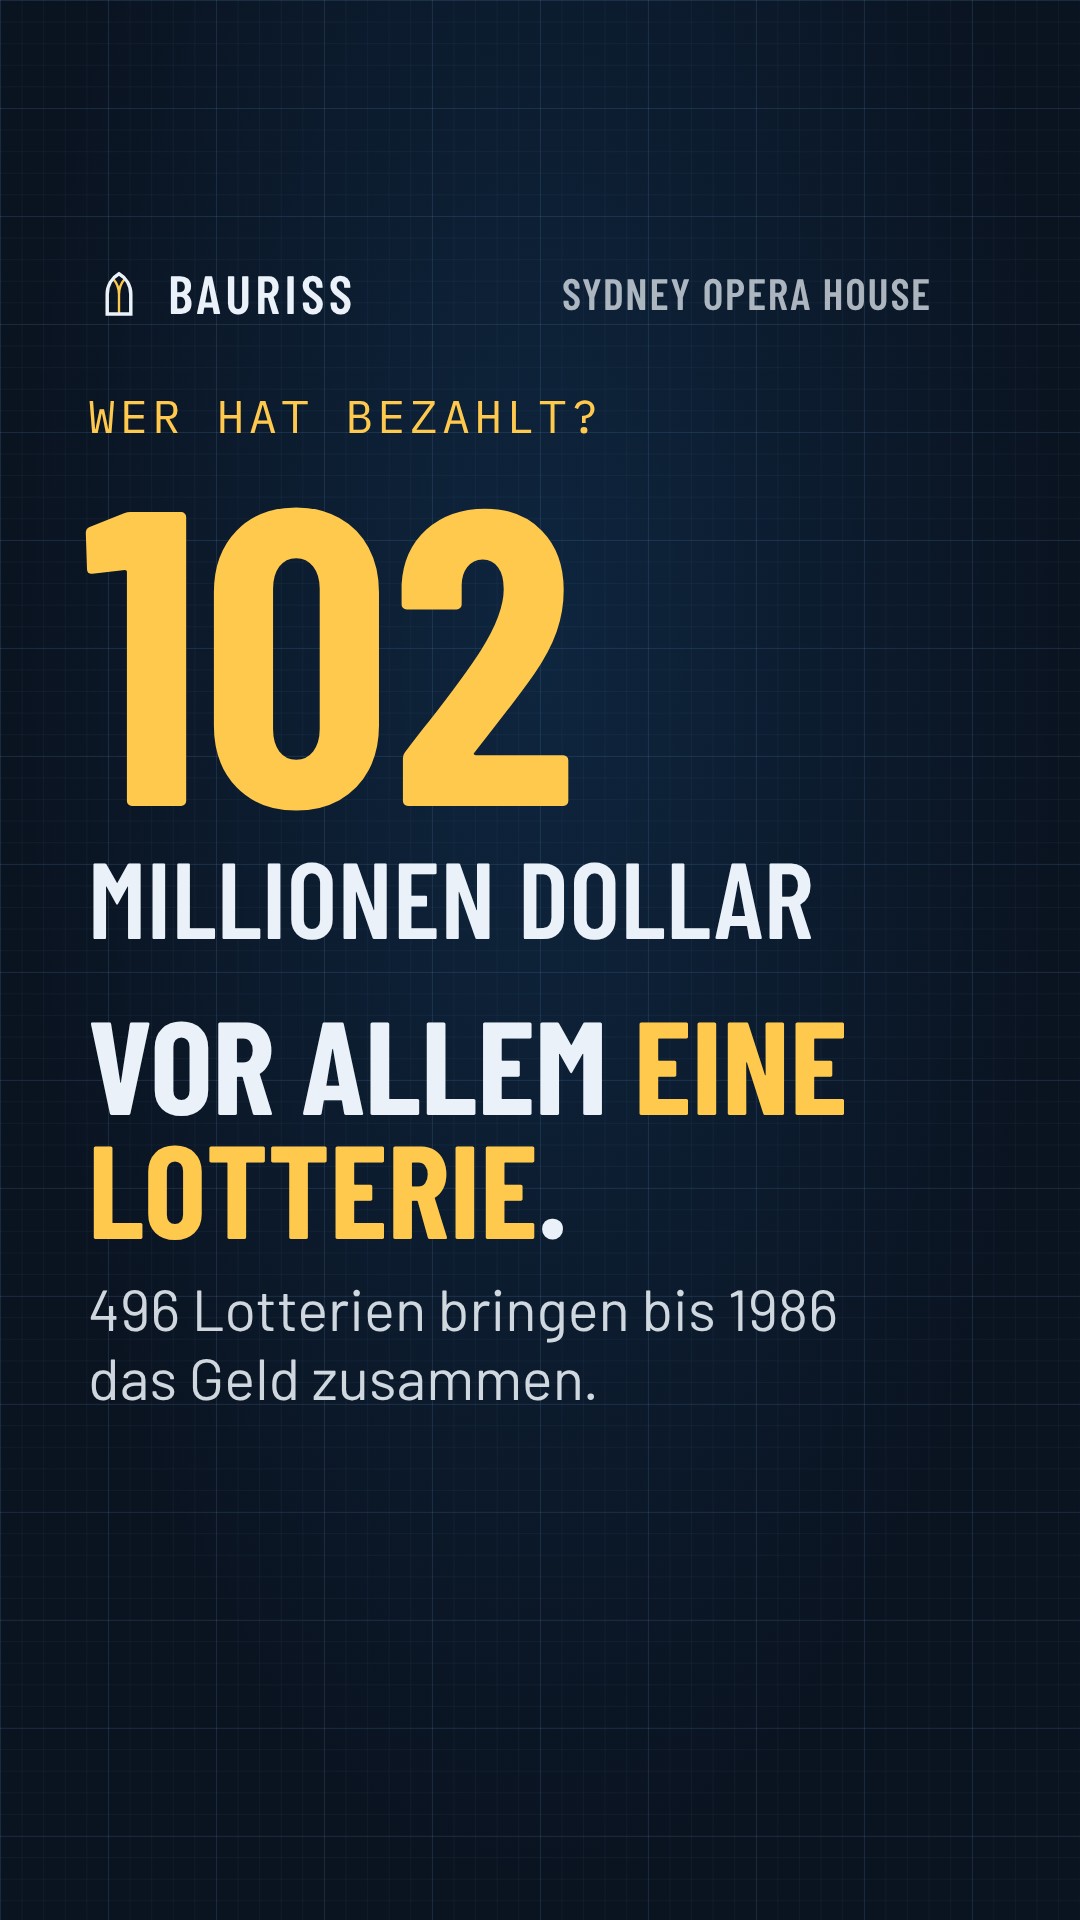 BAURISS
SYDNEY OPERA HOUSE
WER HAT BEZAHLT?
102
MILLIONEN DOLLAR
VOR ALLEM EINE
LOTTERIE.
496 Lotterien bringen bis 1986
das Geld zusammen.